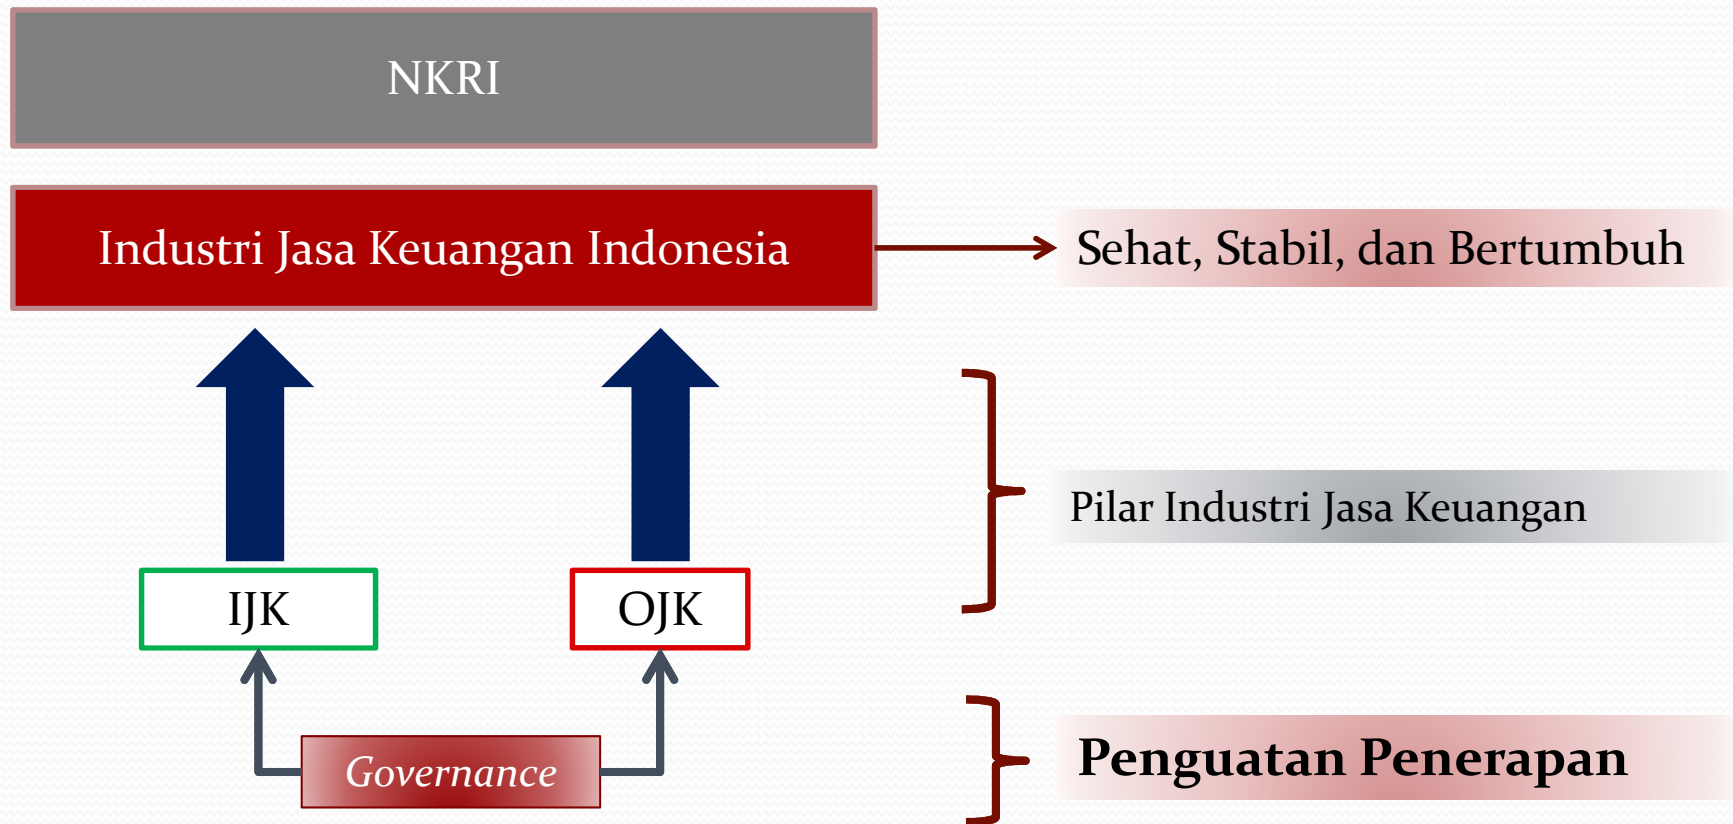 NKRI
Industri Jasa Keuangan Indonesia
Sehat, Stabil, dan Bertumbuh
Pilar Industri Jasa Keuangan
IJK
OJK
Governance
Penguatan Penerapan